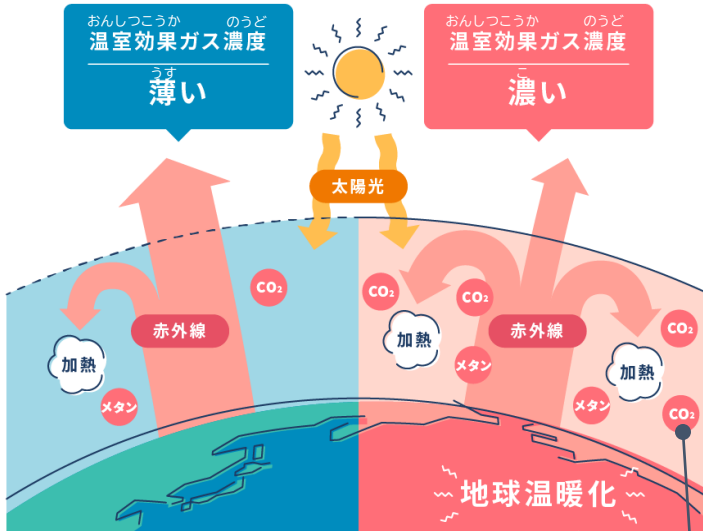 おんしつこうか のうど
温室効果ガス濃度
うす
薄い
おんしつこうか のうど
温室効果ガス濃度
こ
濃い
太陽光
CO₂
CO₂
CO₂
赤外線
赤外線
CO₂
加熱
加熱
加熱
メタン
メタン
メタン
CO₂
地球温暖化